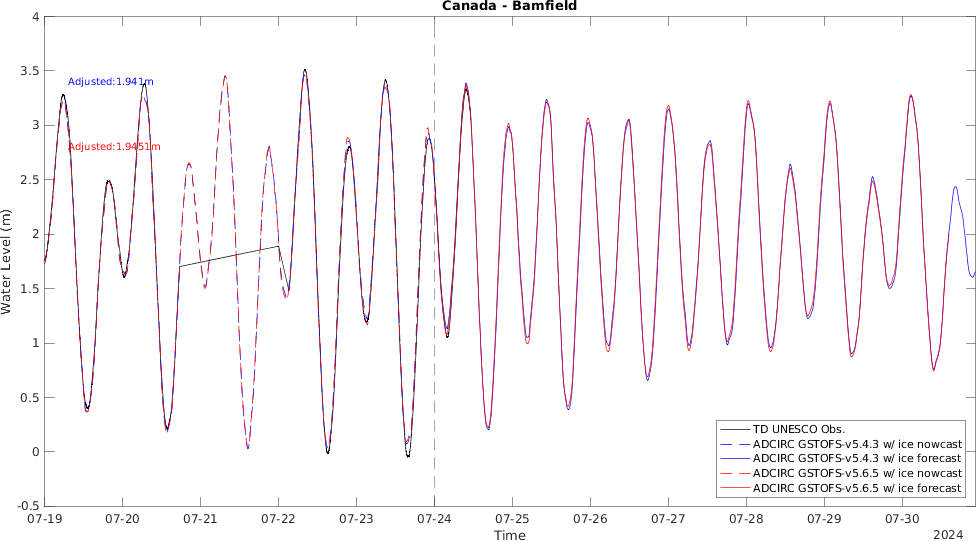 Canada - Bamfield
4
3.5
3
2.5
2
1.5
1
0.5
0
-0.5
Water Level (m)
Adjusted:1.941m
Adjusted:1.9451m
TD UNESCO Obs.
ADCIRC GSTOFS-v5.4.3 w/ ice nowcast
ADCIRC GSTOFS-v5.4.3 w/ ice forecast
ADCIRC GSTOFS-v5.6.5 w/ ice nowcast
ADCIRC GSTOFS-v5.6.5 w/ ice forecast
07-19 07-20 07-21 07-22 07-23 07-24 07-25 07-26 07-27 07-28 07-29 07-30
Time
2024